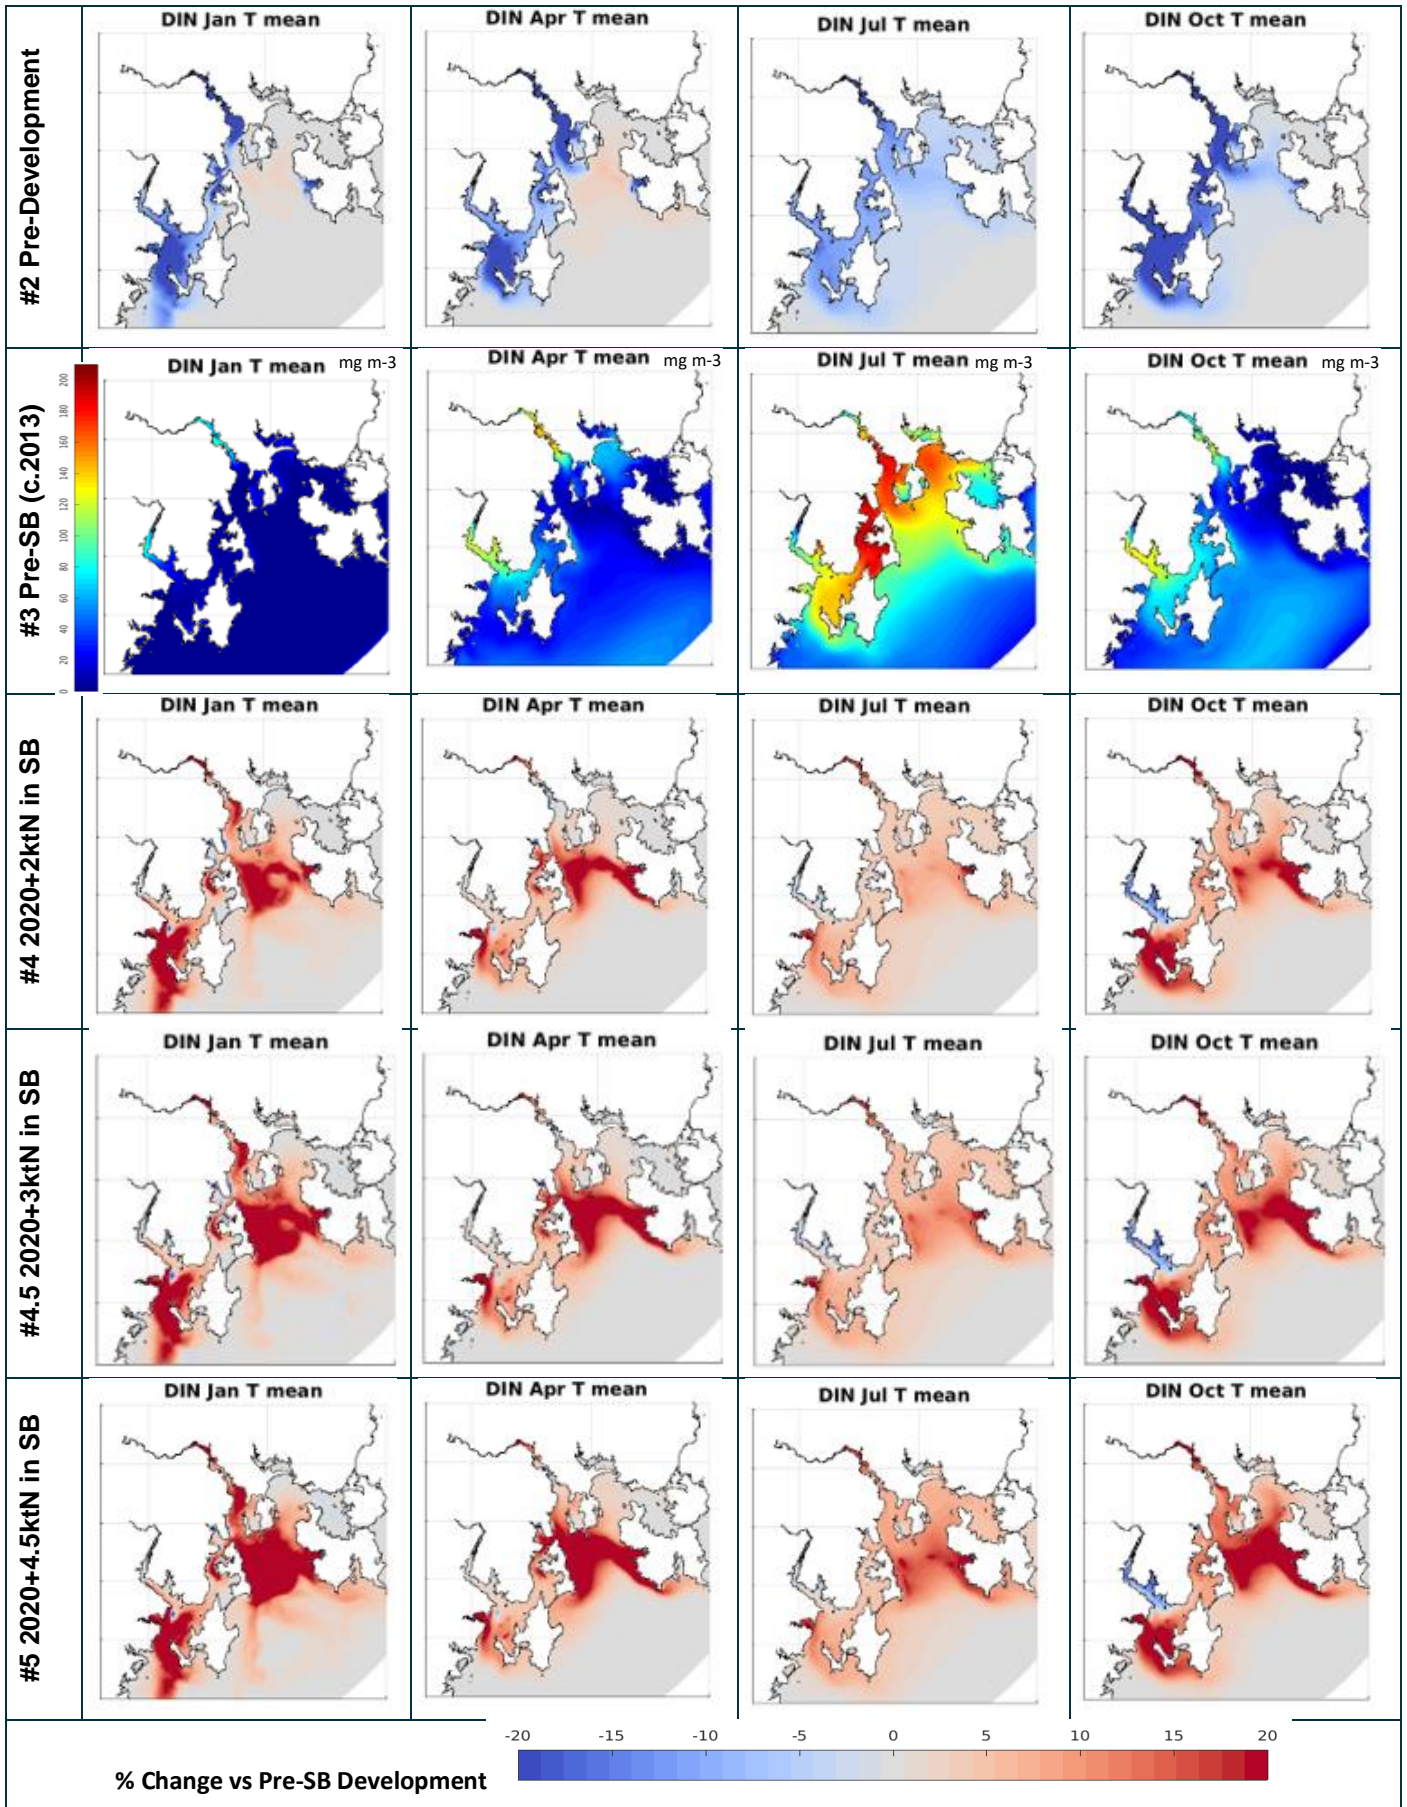 #2 Pre-Development
DIN Jan T mean
DIN Apr T mean
DIN Jul T mean
DIN Oct T mean
#3 Pre-SB (c.2013)
200
180
160
140
120
100
80
60
40
20
0
DIN Jan T mean mg m-3
DIN Apr T mean mg m-3
DIN Jul T mean mg m-3
DIN Oct T mean mg m-3
#4 2020+2ktN in SB
DIN Jan T mean
DIN Apr T mean
DIN Jul T mean
DIN Oct T mean
#4.5 2020+3ktN in SB
DIN Jan T mean
DIN Apr T mean
DIN Jul T mean
DIN Oct T mean
#5 2020+4.5ktN in SB
DIN Jan T mean
DIN Apr T mean
DIN Jul T mean
DIN Oct T mean
-20 -15 -10 -5 0 5 10 15 20
% Change vs Pre-SB Development